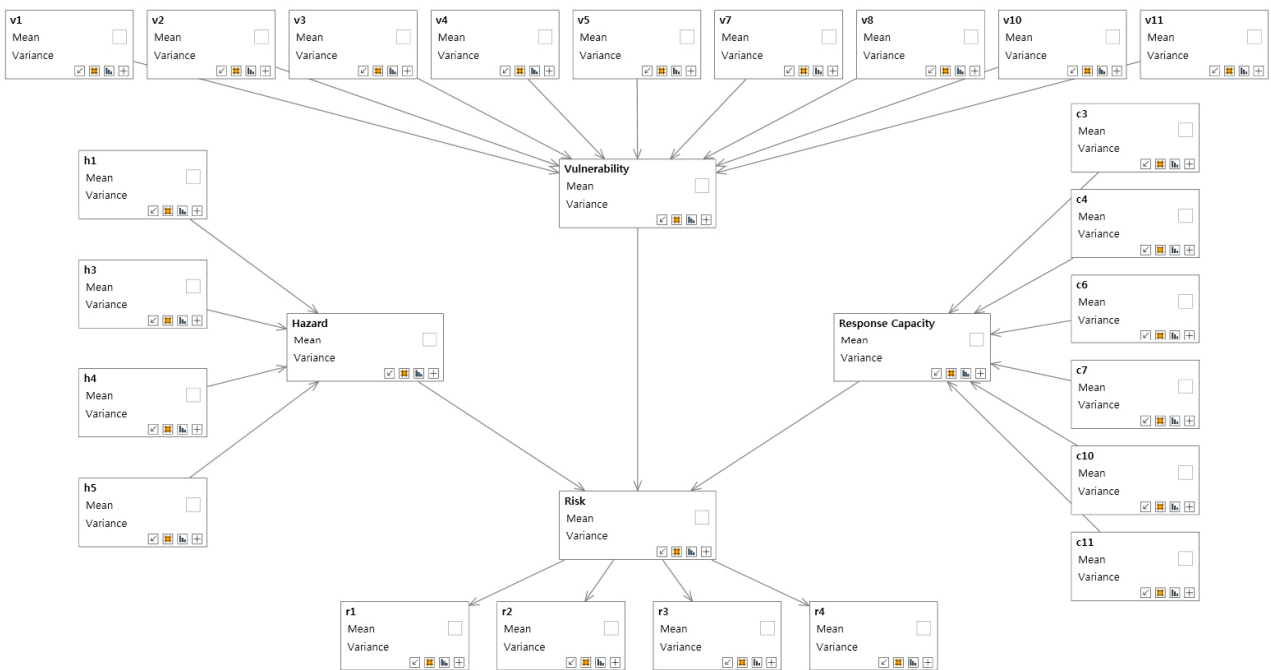 v1
Mean
Variance
v2
Mean
Variance
v3
Mean
Variance
v4
Mean
Variance
v5
Mean
Variance
v7
Mean
Variance
v8
Mean
Variance
v10
Mean
Variance
v11
Mean
Variance
Vulnerability
Mean
Variance
h1
Mean
Variance
h3
Mean
Variance
h4
Mean
Variance
h5
Mean
Variance
Hazard
Mean
Variance
Response Capacity
Mean
Variance
c3
Mean
Variance
c4
Mean
Variance
c6
Mean
Variance
c7
Mean
Variance
c10
Mean
Variance
c11
Mean
Variance
Risk
Mean
Variance
r1
Mean
Variance
r2
Mean
Variance
r3
Mean
Variance
r4
Mean
Variance